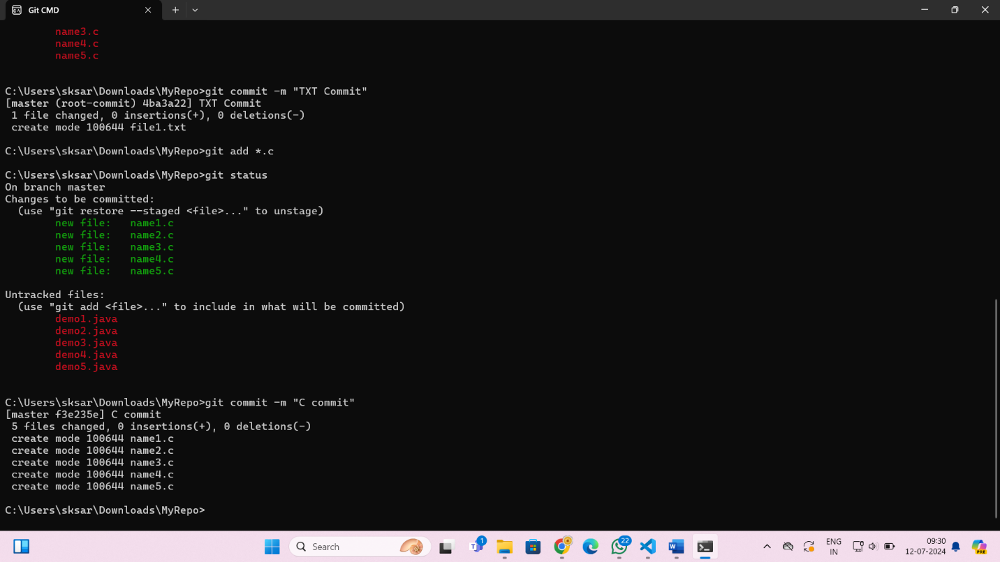 Git CMD
name3.c
name4.c
name5.c
C:\Users\sksar\Downloads\MyRepo>git commit -m "TXT Commit"
[master (root-commit) 4ba3a22] TXT Commit
1 file changed, 0 insertions(+), 0 deletions(-)
create mode 100644 file1.txt
C:\Users\sksar\Downloads\MyRepo>git add *.c
C:\Users\sksar\Downloads\MyRepo>git status
On branch master
Changes to be committed:
(use "git restore --staged <file>..." to unstage)
new file:   name1.c
new file:   name2.c
new file:   name3.c
new file:   name4.c
new file:   name5.c
Untracked files:
(use "git add <file>..." to include in what will be committed)
demo1.java
demo2.java
demo3.java
demo4.java
demo5.java
C:\Users\sksar\Downloads\MyRepo>git commit -m "C commit"
[master f3e235e] C commit
5 files changed, 0 insertions(+), 0 deletions(-)
create mode 100644 name1.c
create mode 100644 name2.c
create mode 100644 name3.c
create mode 100644 name4.c
create mode 100644 name5.c
C:\Users\sksar\Downloads\MyRepo>
Search
1
22
ENG
IN
09:30
12-07-2024
PRE